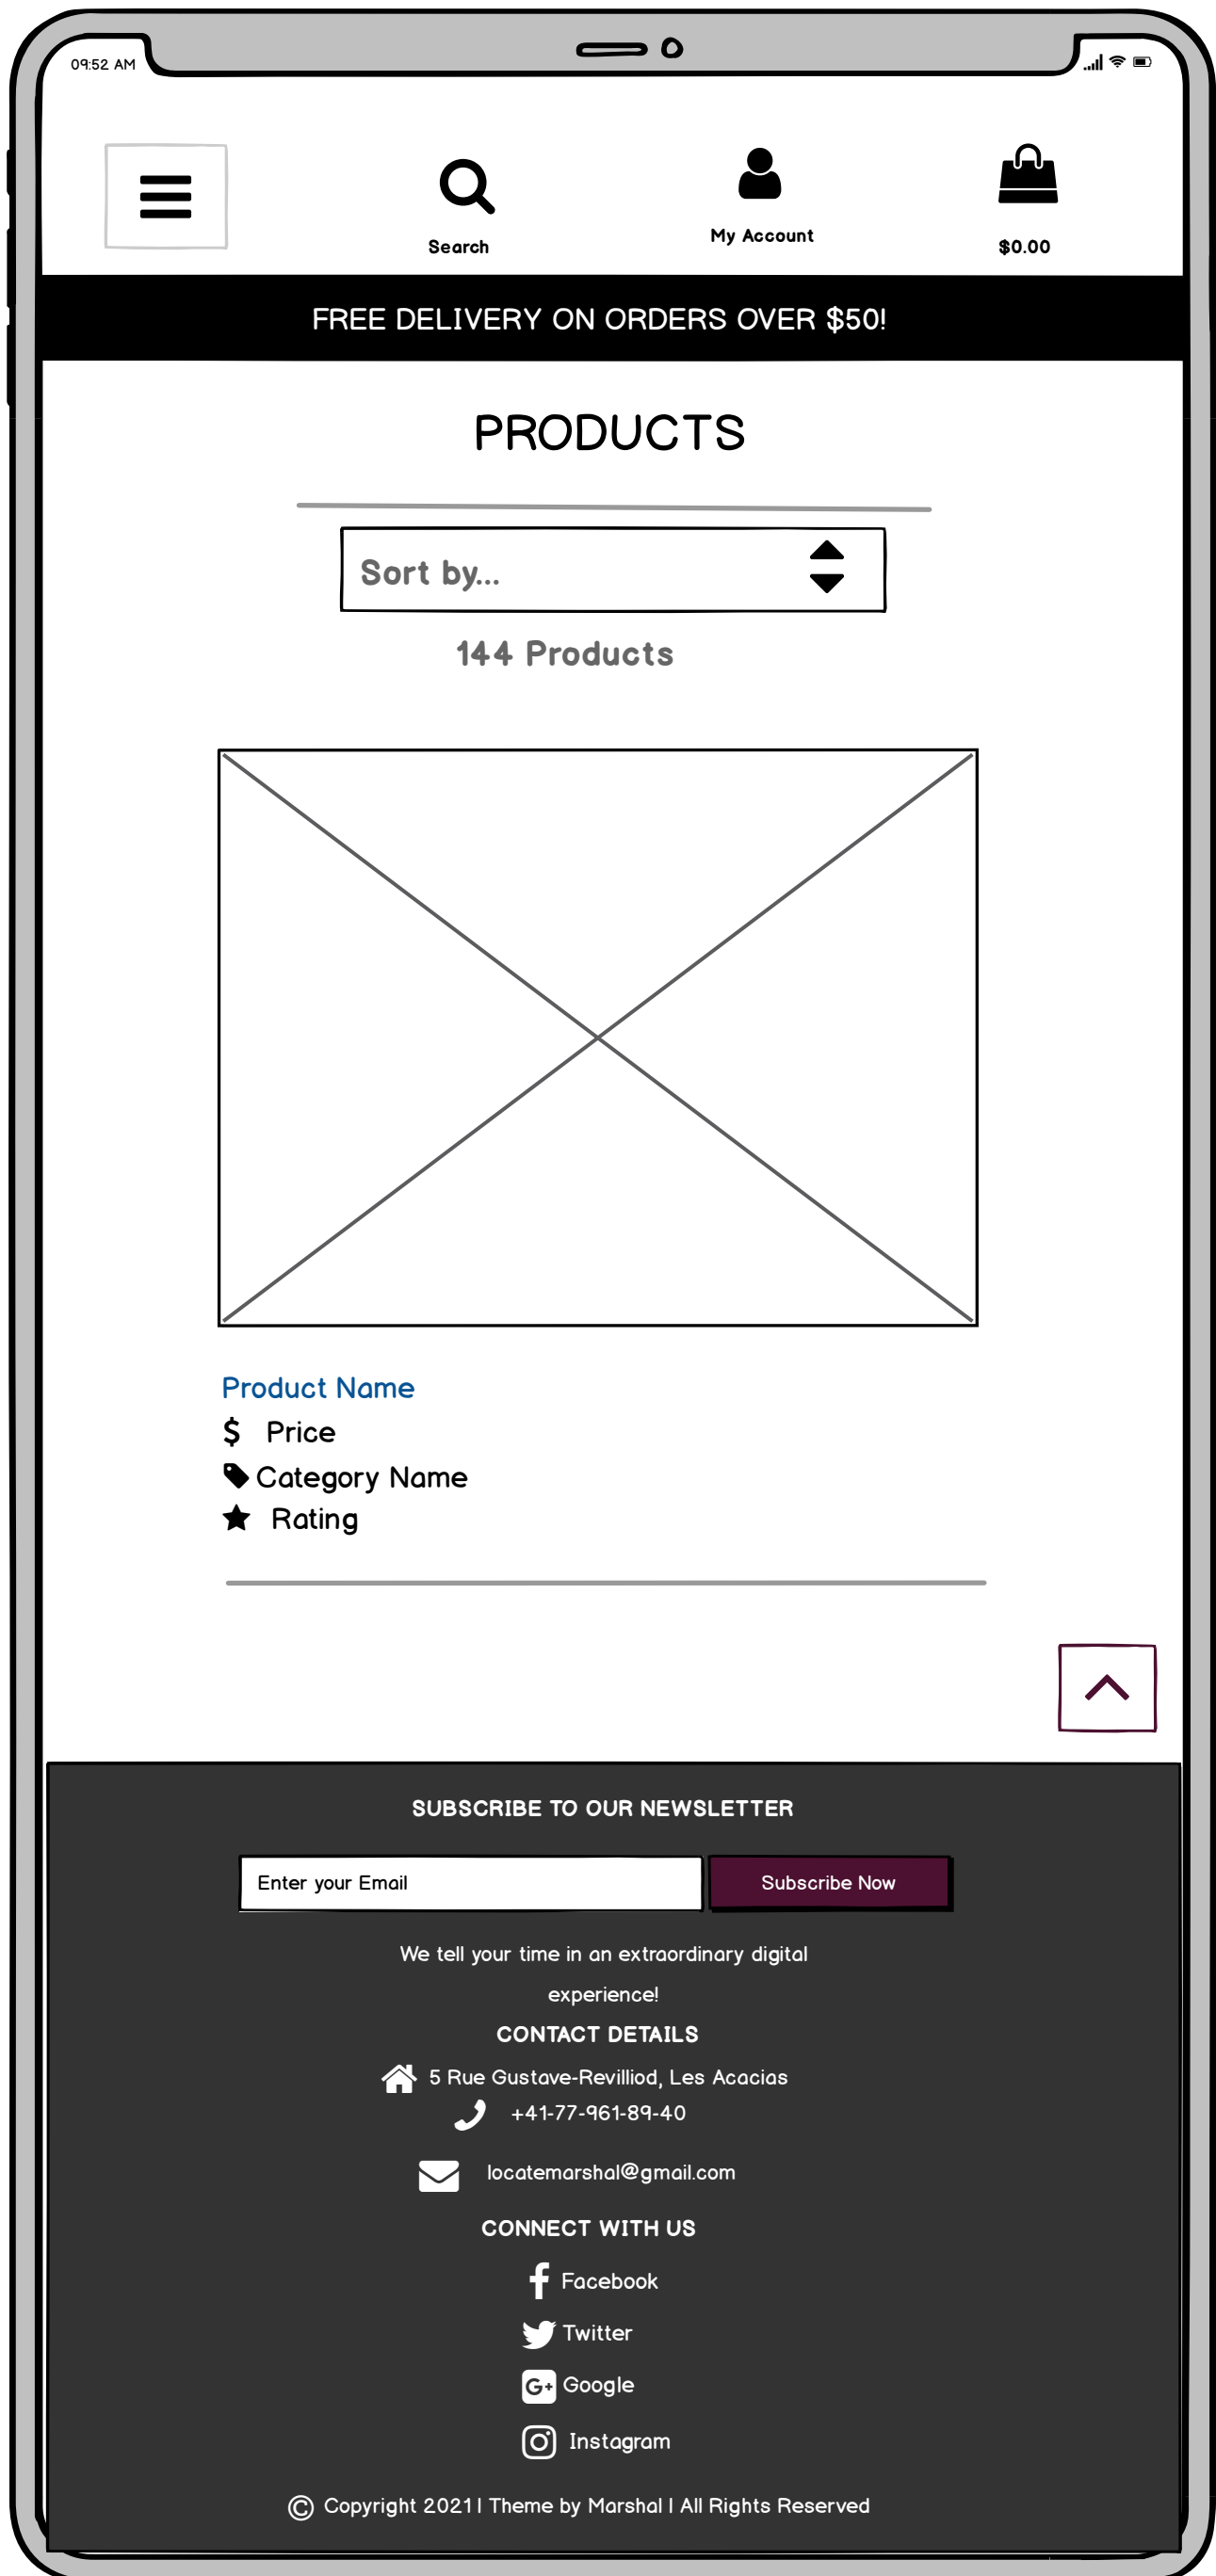 09:52 AM
Search
My Account
$0.00
FREE DELIVERY ON ORDERS OVER $50!
PRODUCTS
Sort by...
144 Products
Product Name
$ Price
Category Name
Rating
SUBSCRIBE TO OUR NEWSLETTER
Enter your Email
Subscribe Now
We tell your time in an extraordinary digital
experience!
CONTACT DETAILS
5 Rue Gustave-Revilliod, Les Acacias
+41-77-961-89-40
locatemarshal@gmail.com
CONNECT WITH US
Facebook
Twitter
G+ Google
Instagram
© Copyright 2021 | Theme by Marshal | All Rights Reserved